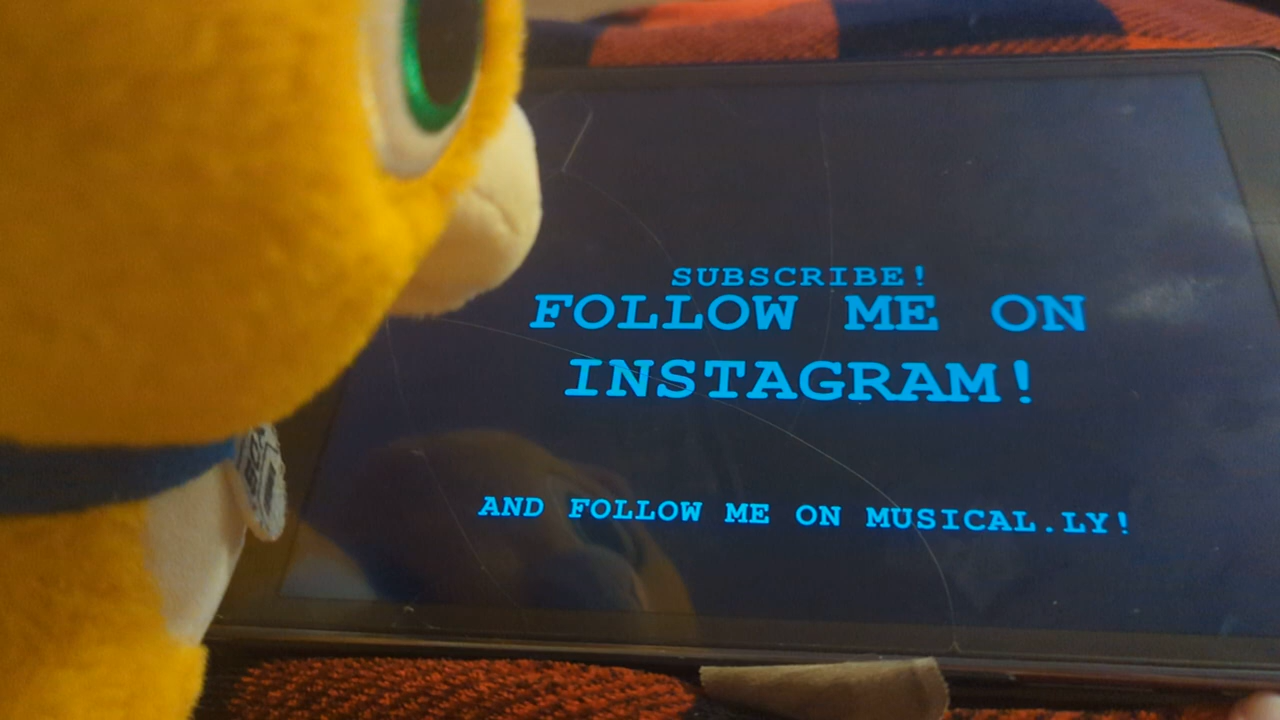 SUBSCRIBE!
FOLLOW ME ON
INSTAGRAM!
AND FOLLOW ME ON MUSICAL.LY!